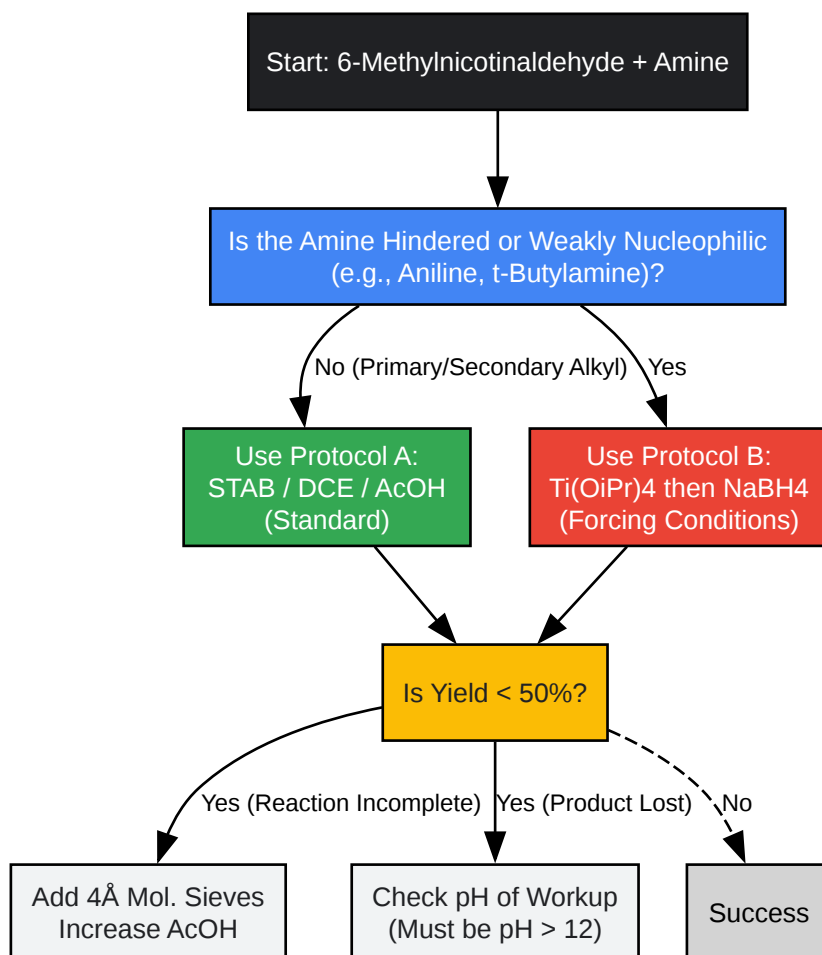 Start: 6-Methylnicotinaldehyde + Amine
Is the Amine Hindered or Weakly Nucleophilic
(e.g., Aniline, t-Butylamine)?
No (Primary/Secondary Alkyl)
Yes
Use Protocol A:
STAB / DCE / AcOH
(Standard)
Use Protocol B:
Ti(OiPr)4 then NaBH4
(Forcing Conditions)
Is Yield < 50%?
Yes (Reaction Incomplete)
Yes (Product Lost)
No
Add 4Å Mol. Sieves
Increase AcOH
Check pH of Workup
(Must be pH > 12)
Success